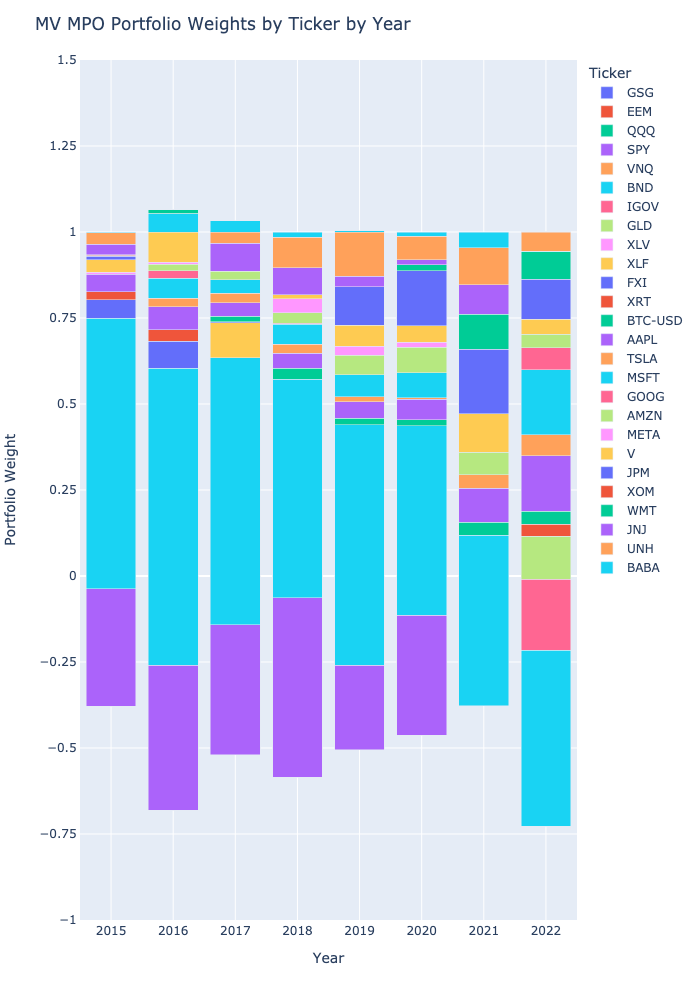 MV MPO Portfolio Weights by Ticker by Year
1.5
1.25
1
0.75
0.5
0.25
0
−0.25
−0.5
−0.75
−1
Portfolio Weight
2015 2016 2017 2018 2019 2020 2021 2022
Year
Ticker
GSG
EEM
QQQ
SPY
VNQ
BND
IGOV
GLD
XLV
XLF
FXI
XRT
BTC-USD
AAPL
TSLA
MSFT
GOOG
AMZN
META
V
JPM
XOM
WMT
JNJ
UNH
BABA